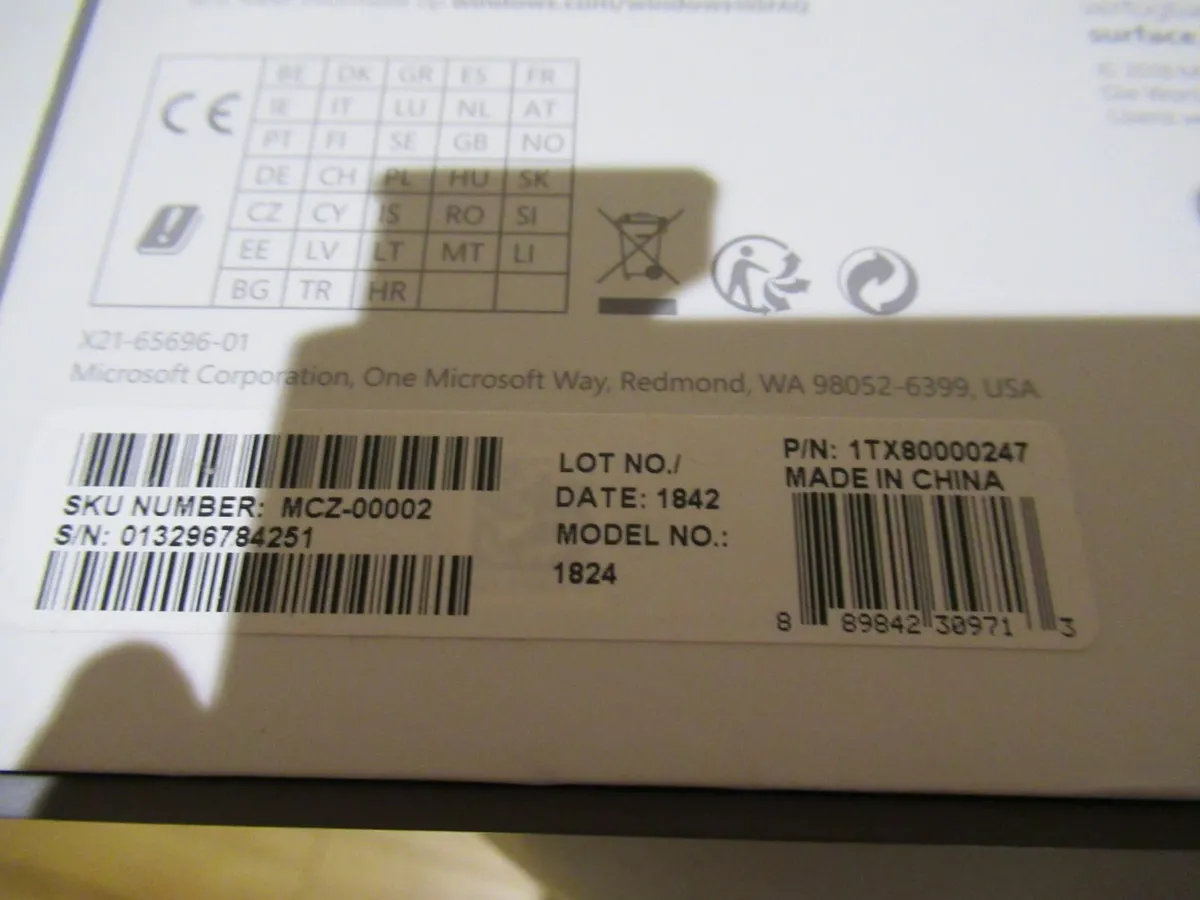 surface
CE
BE DK GR ES FR
IE IT LU NL AT
PT FI SE GB NO
DE CH PL HU SK
CZ CY IS RO SI
EE LV LT MT LI
BG TR HR
X21-65696-01
Microsoft Corporation, One Microsoft Way, Redmond, WA 98052-6399, USA
SKU NUMBER: MCZ-00002
S/N: 013296784251
LOT NO./
DATE: 1842
MODEL NO.:
1824
P/N: 1TX80000247
MADE IN CHINA
8 89842 30971 3